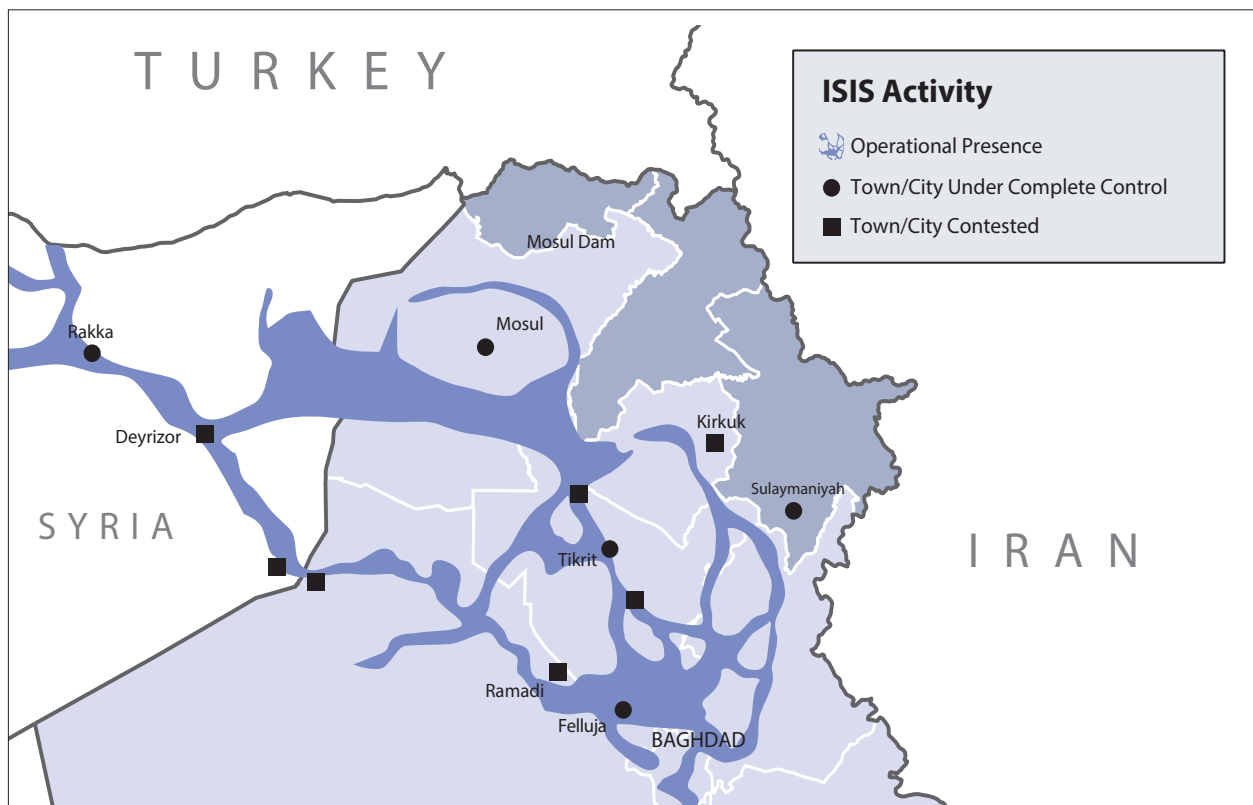 TURKEY
ISIS Activity
Operational Presence
Town/City Under Complete Control
Town/City Contested
Mosul Dam
Rakka
Mosul
Deyrizor
Kirkuk
Sulaymaniyah
SYRIA
IRAN
Tikrit
Ramadi
Felluja
BAGHDAD